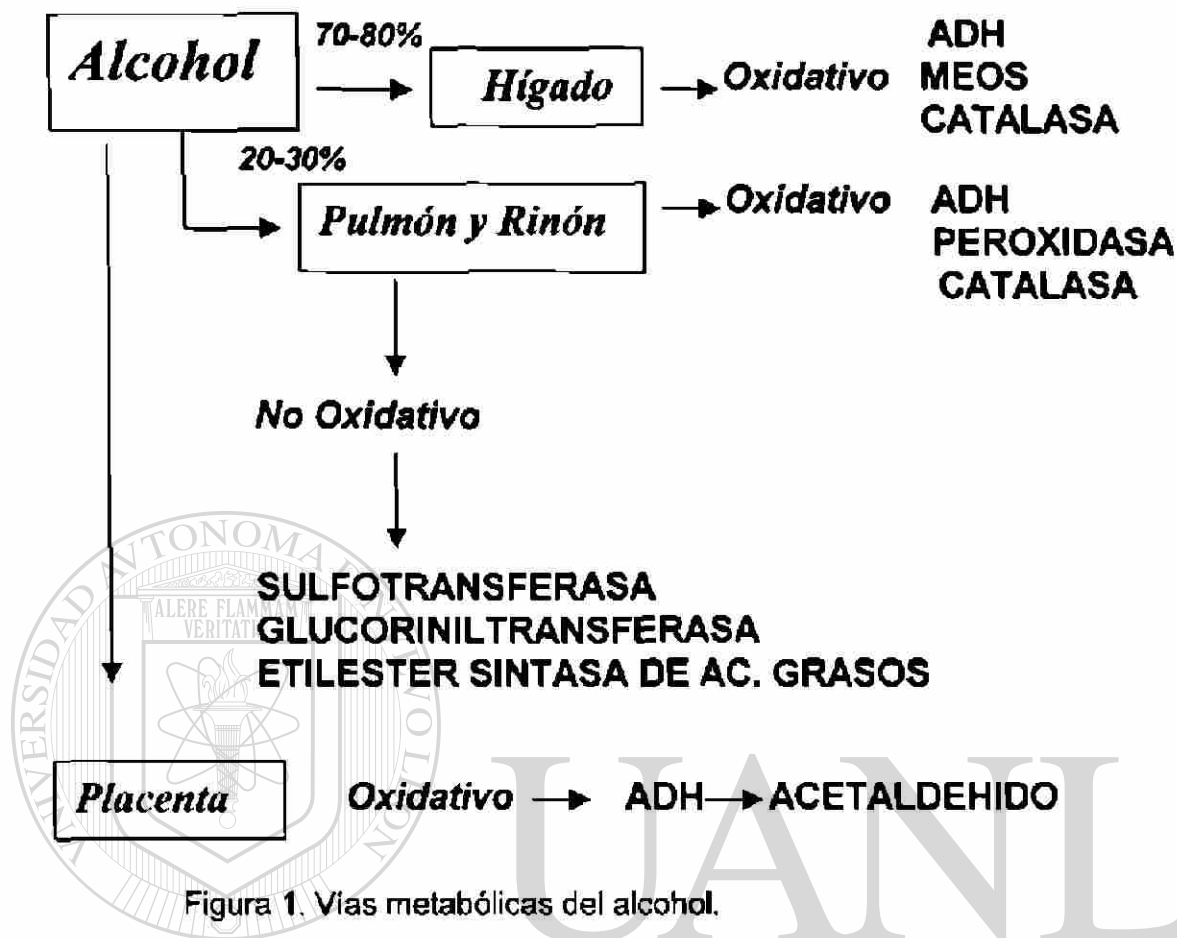 Alcohol
70-80%
Hígado
Oxidativo
ADH
MEOS
CATALASA
20-30%
Pulmón y Rinón
Oxidativo
ADH
PEROXIDASA
CATALASA
No Oxidativo
SULFOTRANSFERASA
GLUCORINILTRANSFERASA
ETILESTER SINTASA DE AC. GRASOS
Placenta
Oxidativo
ADH
ACETALDEHIDO
Figura 1. Vías metabólicas del alcohol.
ALERE FLAMMAM
UANL